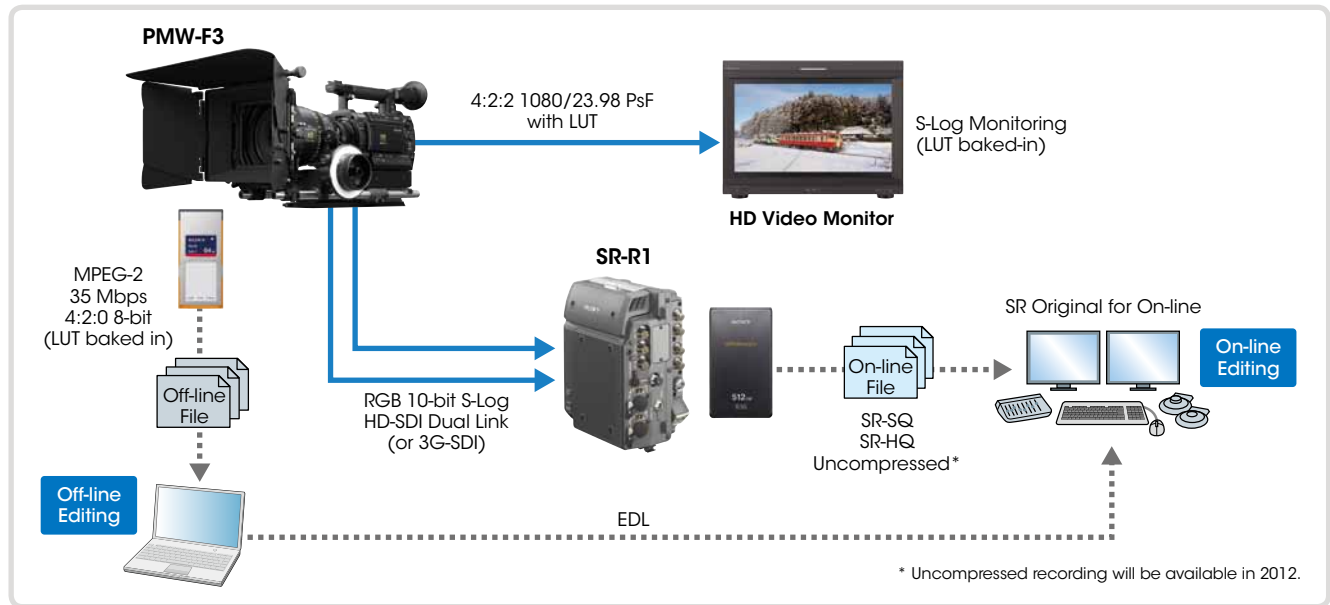 PMW-F3
4:2:2 1080/23.98 PsF
with LUT
S-Log Monitoring
(LUT baked-in)
HD Video Monitor
MPEG-2
35 Mbps
4:2:0 8-bit
(LUT baked in)
Off-line
File
Off-line
Editing
RGB 10-bit S-Log
HD-SDI Dual Link
(or 3G-SDI)
SR-R1
SONY
512
On-line
File
SR-SQ
SR-HQ
Uncompressed*
SR Original for On-line
On-line
Editing
EDL
* Uncompressed recording will be available in 2012.